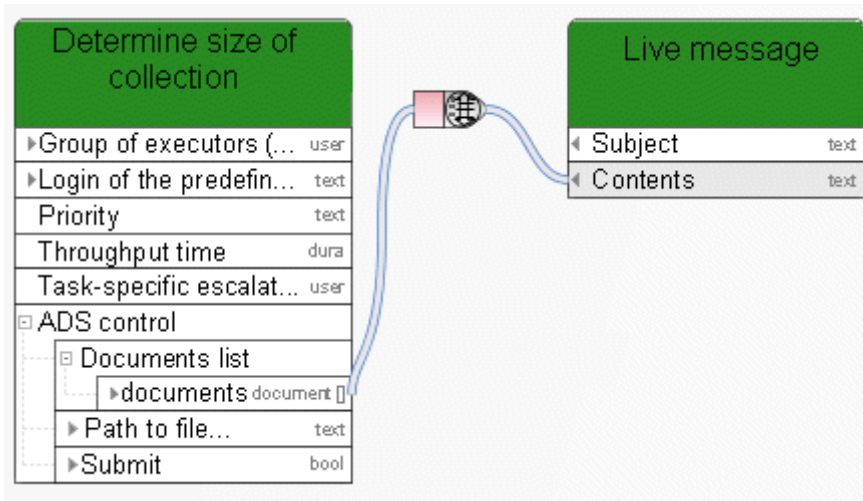 Determine size of
collection
Group of executors (... user
Login of the predefin... text
Priority text
Throughput time dura
Task-specific escalat... user
ADS control
Documents list
documents document []
Path to file... text
Submit bool
Live message
Subject text
Contents text